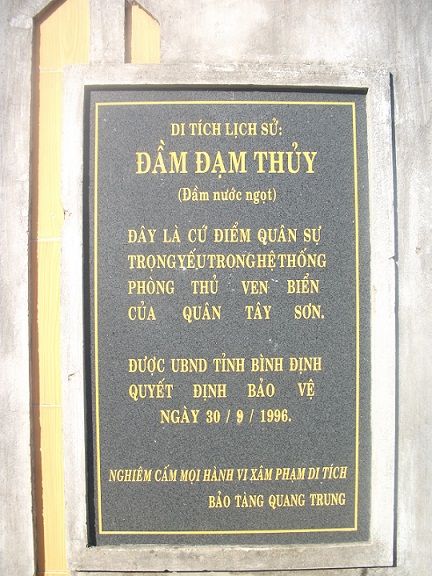 DI TÍCH LỊCH SỬ:
ĐẦM ĐẠM THỦY
(Đầm nước ngọt)
ĐÂY LÀ CỨ ĐIỂM QUÂN SỰ
TRỌNG YẾU TRONG HỆ THỐNG
PHÒNG THỦ VEN BIỂN
CỦA QUÂN TÂY SƠN.
ĐƯỢC UBND TỈNH BÌNH ĐỊNH
QUYẾT ĐỊNH BẢO VỆ
NGÀY 30 / 9 / 1996.
NGHIÊM CẤM MỌI HÀNH VI XÂM PHẠM DI TÍCH
BẢO TÀNG QUANG TRUNG